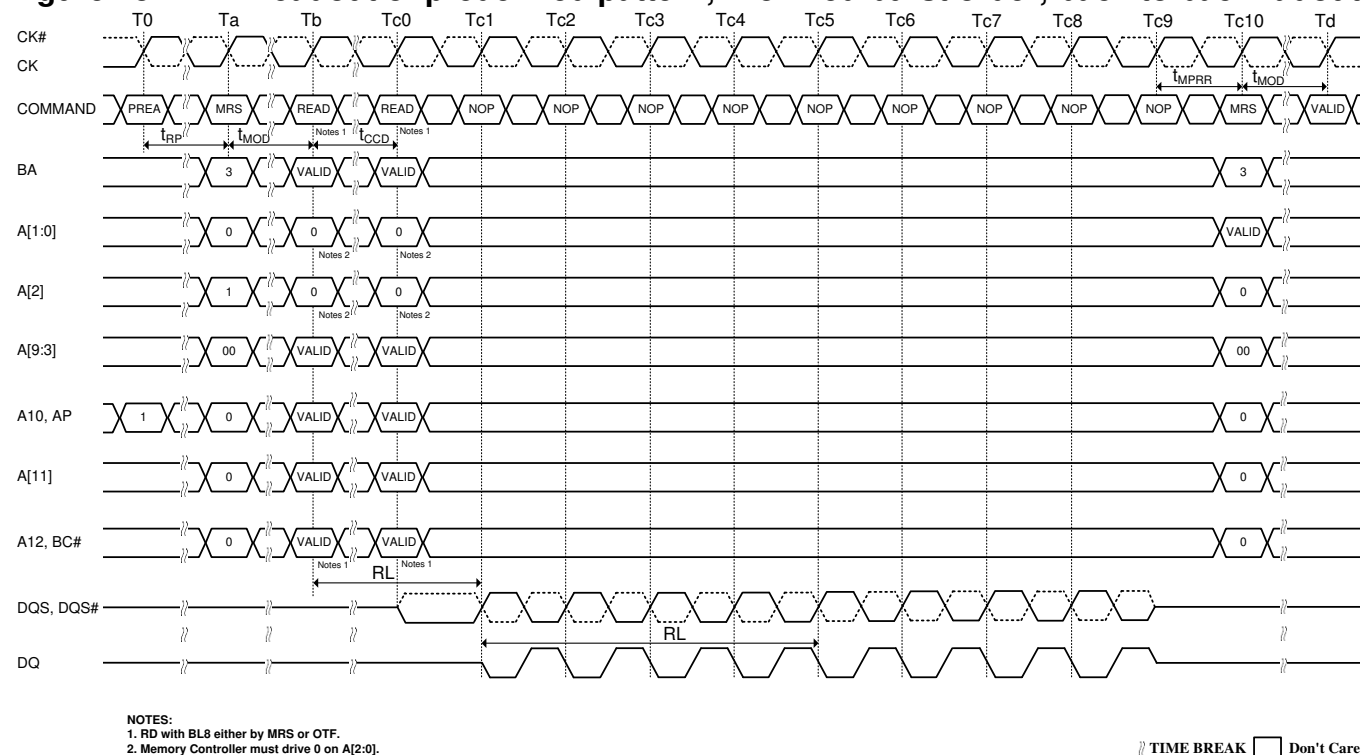 T0 Ta Tb Tc0 Tc1 Tc2 Tc3 Tc4 Tc5 Tc6 Tc7 Tc8 Tc9 Tc10 Td
CK#
CK
tMPRR tMOD
COMMAND PREA MRS READ READ NOP NOP NOP NOP NOP NOP NOP NOP NOP MRS VALID
Notes 1 Notes 1
tRP tMOD tCCD
BA 3 VALID VALID 3
A[1:0] 0 0 0 VALID
Notes 2 Notes 2
A[2] 1 0 0 0
Notes 2 Notes 2
A[9:3] 00 VALID VALID 00
A10, AP 1 0 VALID VALID 0
A[11] 0 VALID VALID 0
A12, BC# 0 VALID VALID 0
Notes 1 Notes 1
RL
DQS, DQS#
RL
DQ
NOTES:
1. RD with BL8 either by MRS or OTF.
2. Memory Controller must drive 0 on A[2:0].
TIME BREAK Don't Care